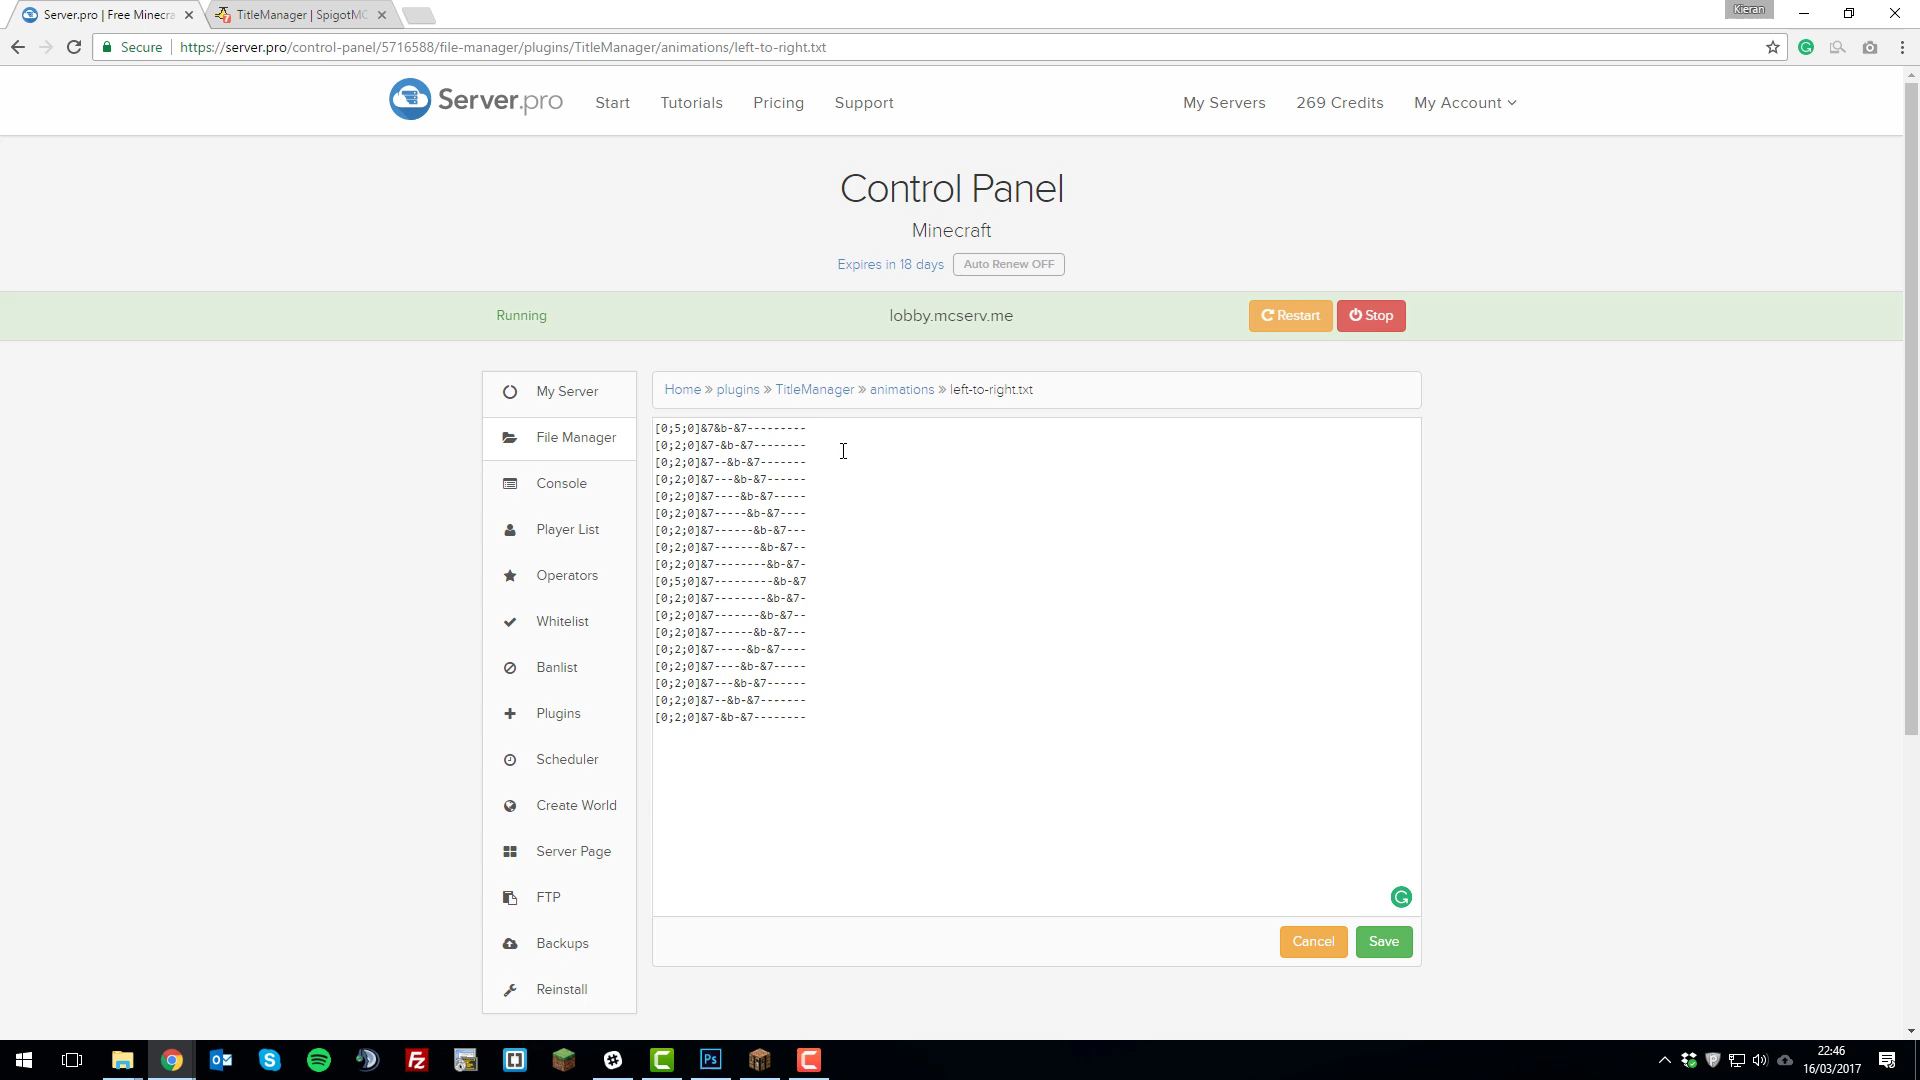 Server.pro | Free Minecra
TitleManager | SpigotMC
Kieran
Secure
https://server.pro/control-panel/5716588/file-manager/plugins/TitleManager/animations/left-to-right.txt
Server.pro
Start
Tutorials
Pricing
Support
My Servers
269 Credits
My Account
Control Panel
Minecraft
Expires in 18 days
Auto Renew OFF
Running
lobby.mcserv.me
Restart
Stop
My Server
File Manager
Console
Player List
Operators
Whitelist
Banlist
Plugins
Scheduler
Create World
Server Page
FTP
Backups
Reinstall
Home » plugins » TitleManager » animations » left-to-right.txt
[0;5;0]&7&b-&7---------
[0;2;0]&7-&b-&7--------
[0;2;0]&7--&b-&7-------
[0;2;0]&7---&b-&7------
[0;2;0]&7----&b-&7-----
[0;2;0]&7-----&b-&7----
[0;2;0]&7------&b-&7---
[0;2;0]&7-------&b-&7--
[0;2;0]&7--------&b-&7-
[0;5;0]&7---------&b-&7
[0;2;0]&7--------&b-&7-
[0;2;0]&7-------&b-&7--
[0;2;0]&7------&b-&7---
[0;2;0]&7-----&b-&7----
[0;2;0]&7----&b-&7-----
[0;2;0]&7---&b-&7------
[0;2;0]&7--&b-&7-------
[0;2;0]&7-&b-&7--------
Cancel
Save
22:46
16/03/2017